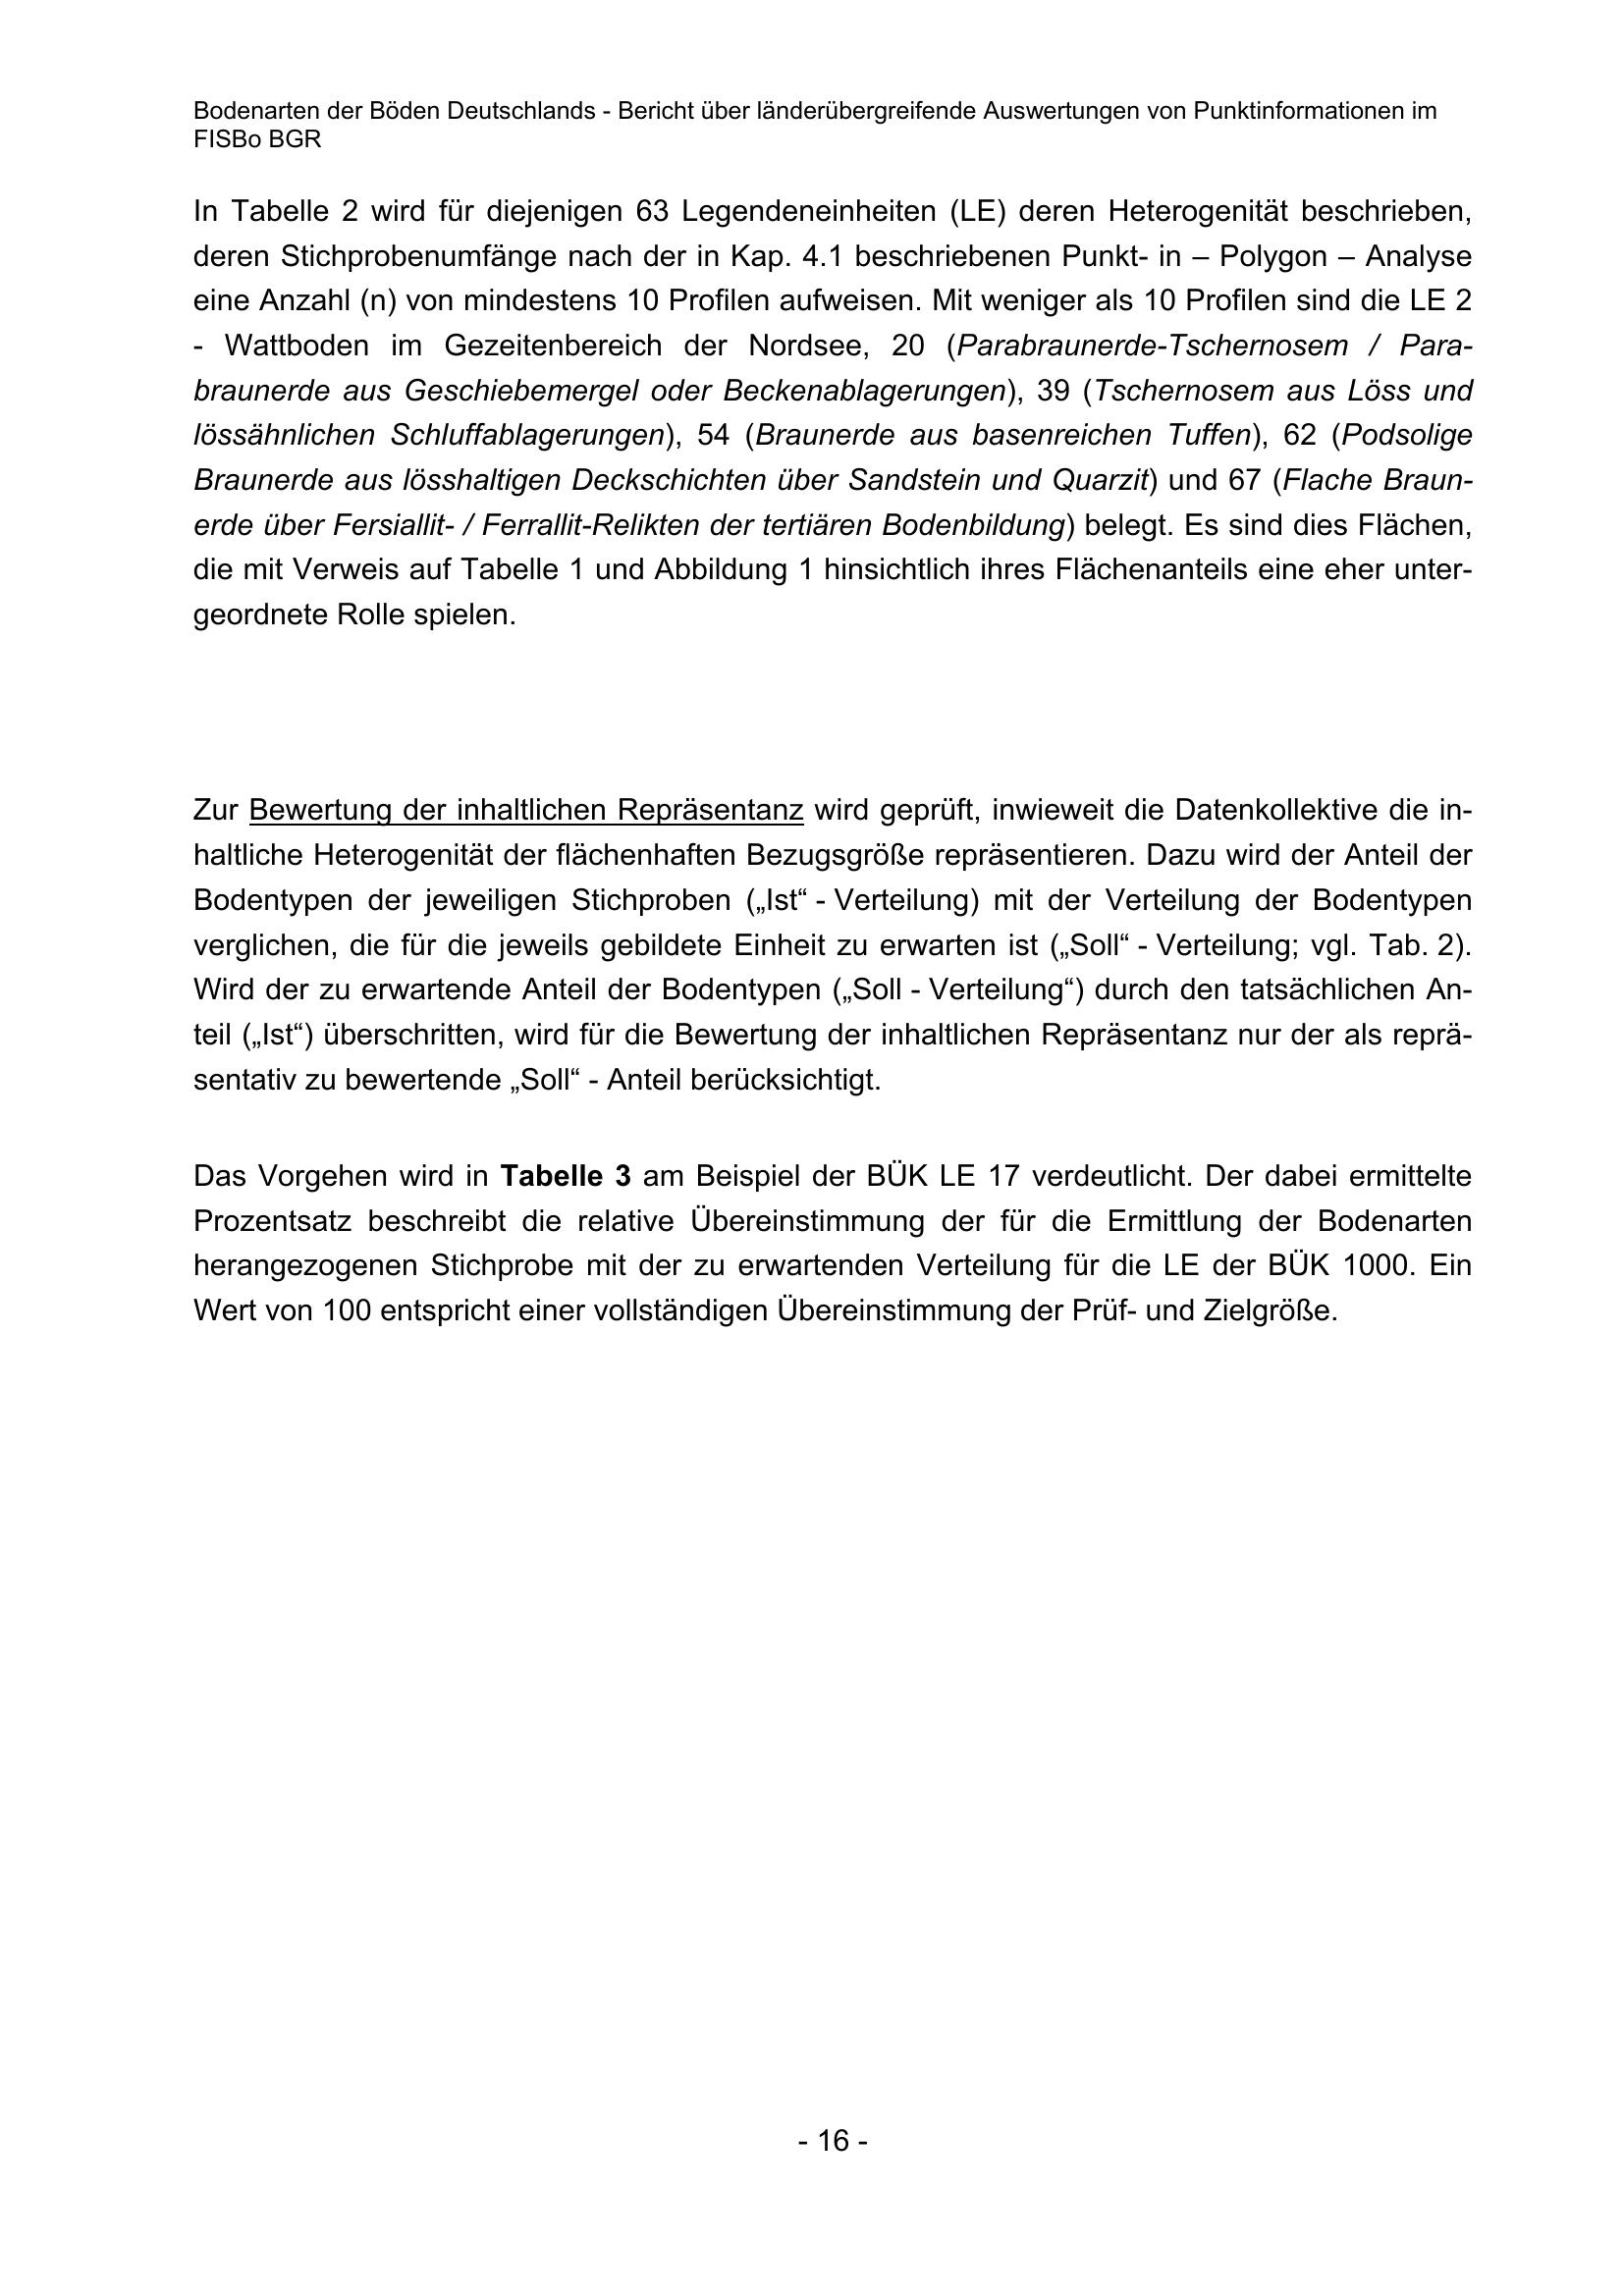 Bodenarten der Böden Deutschlands - Bericht über länderübergreifende Auswertungen von Punktinformationen im
FISBo BGR
In Tabelle 2 wird für diejenigen 63 Legendeneinheiten (LE) deren Heterogenität beschrieben,
deren Stichprobenumfänge nach der in Kap. 4.1 beschriebenen Punkt- in – Polygon – Analyse
eine Anzahl (n) von mindestens 10 Profilen aufweisen. Mit weniger als 10 Profilen sind die LE 2
- Wattboden im Gezeitenbereich der Nordsee, 20 (Parabraunerde-Tschernosem / Para-
braunerde aus Geschiebemergel oder Beckenablagerungen), 39 (Tschernosem aus Löss und
lössähnlichen Schluffablagerungen), 54 (Braunerde aus basenreichen Tuffen), 62 (Podsolige
Braunerde aus lösshaltigen Deckschichten über Sandstein und Quarzit) und 67 (Flache Braun-
erde über Fersiallit- / Ferrallit-Relikten der tertiären Bodenbildung) belegt. Es sind dies Flächen,
die mit Verweis auf Tabelle 1 und Abbildung 1 hinsichtlich ihres Flächenanteils eine eher unter-
geordnete Rolle spielen.
Zur Bewertung der inhaltlichen Repräsentanz wird geprüft, inwieweit die Datenkollektive die in-
haltliche Heterogenität der flächenhaften Bezugsgröße repräsentieren. Dazu wird der Anteil der
Bodentypen der jeweiligen Stichproben („Ist“ - Verteilung) mit der Verteilung der Bodentypen
verglichen, die für die jeweils gebildete Einheit zu erwarten ist („Soll“ - Verteilung; vgl. Tab. 2).
Wird der zu erwartende Anteil der Bodentypen („Soll - Verteilung“) durch den tatsächlichen An-
teil („Ist“) überschritten, wird für die Bewertung der inhaltlichen Repräsentanz nur der als reprä-
sentativ zu bewertende „Soll“ - Anteil berücksichtigt.
Das Vorgehen wird in Tabelle 3 am Beispiel der BÜK LE 17 verdeutlicht. Der dabei ermittelte
Prozentsatz beschreibt die relative Übereinstimmung der für die Ermittlung der Bodenarten
herangezogenen Stichprobe mit der zu erwartenden Verteilung für die LE der BÜK 1000. Ein
Wert von 100 entspricht einer vollständigen Übereinstimmung der Prüf- und Zielgröße.
- 16 -